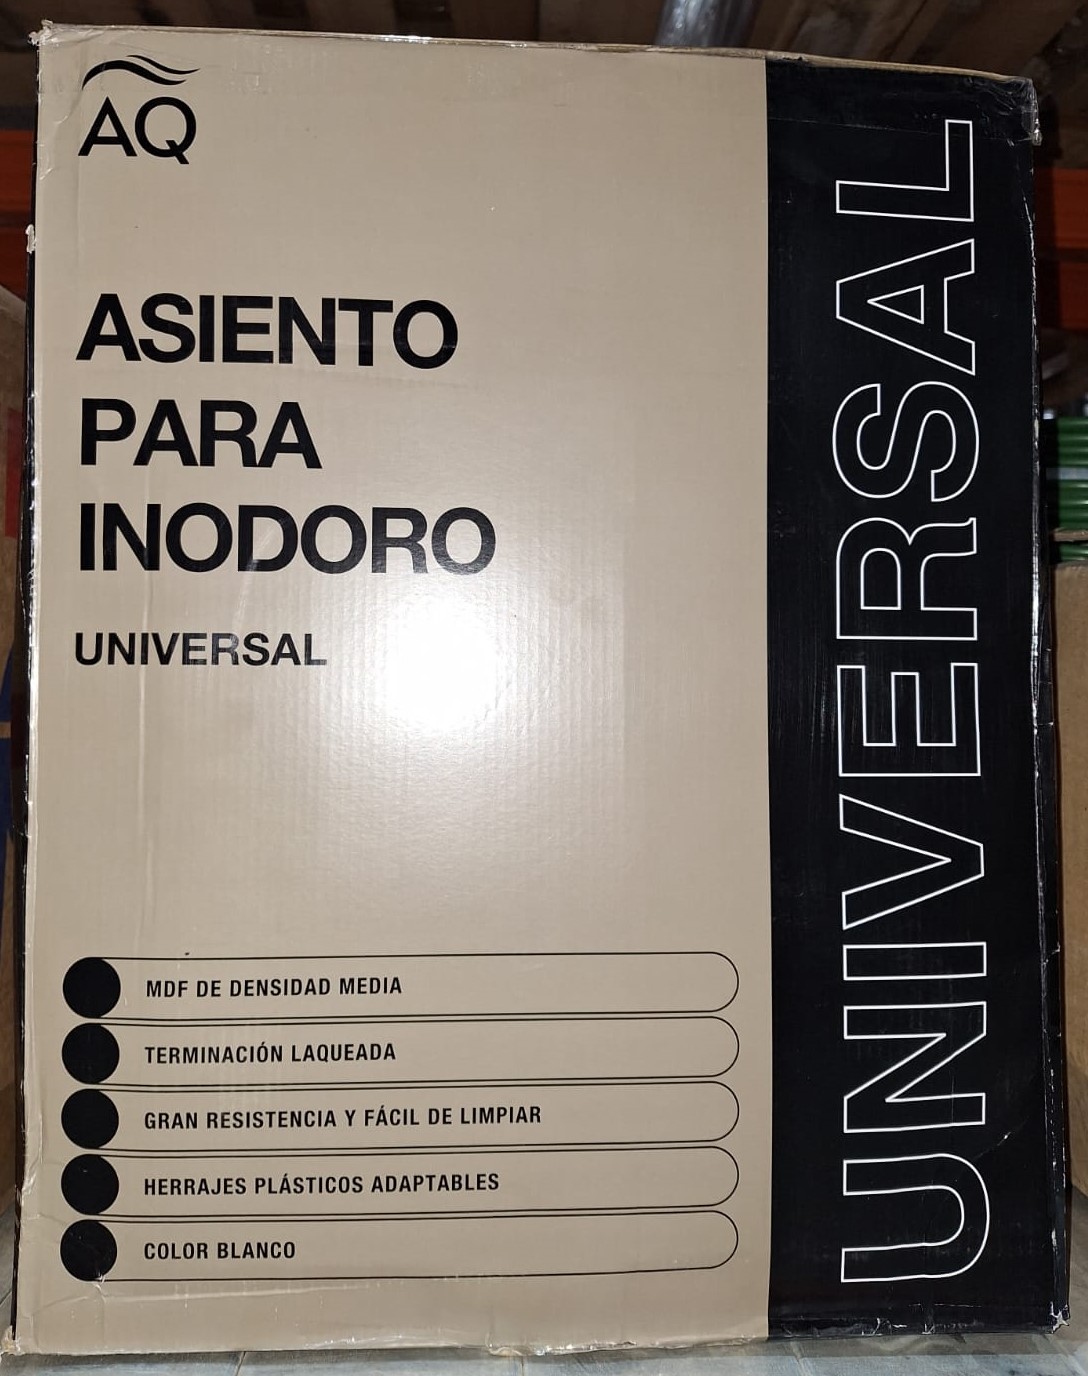 AQ
ASIENTO
PARA
INODORO
UNIVERSAL
MDF DE DENSIDAD MEDIA
TERMINACIÓN LAQUEADA
GRAN RESISTENCIA Y FÁCIL DE LIMPIAR
HERRAJES PLÁSTICOS ADAPTABLES
COLOR BLANCO
UNIVERSAL